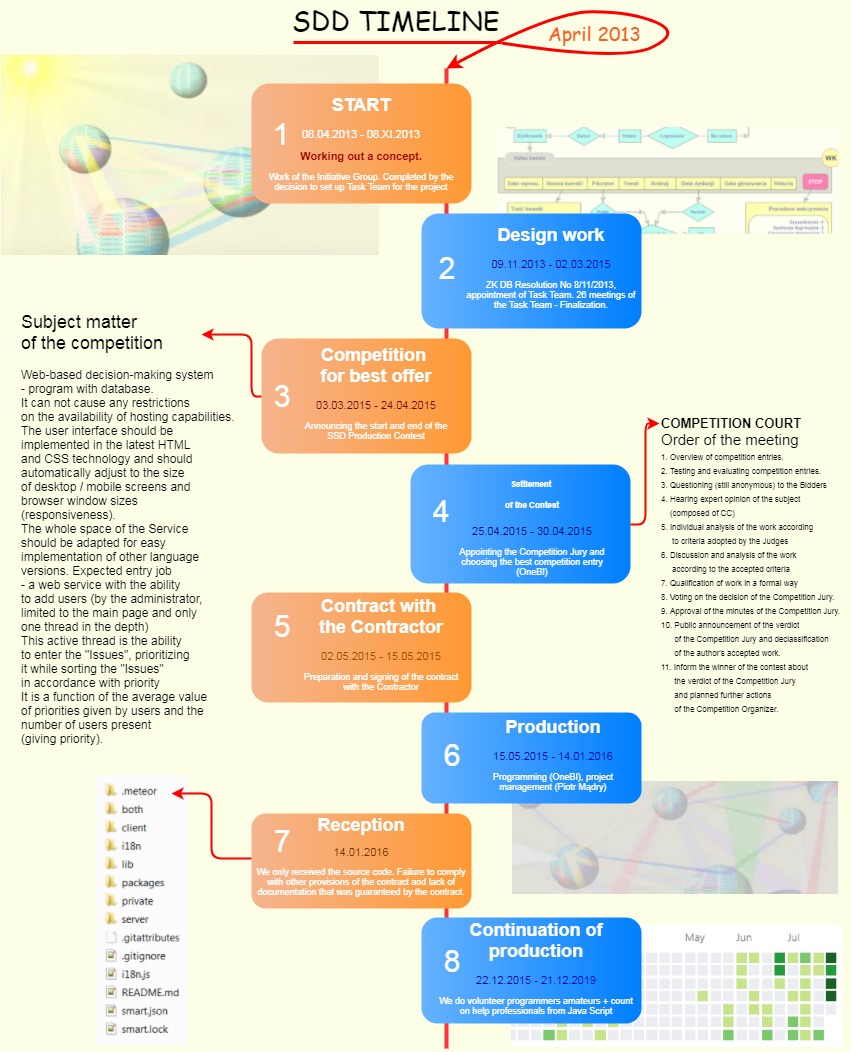 SDD TIMELINE
April 2013
START
1
08.04.2013 - 08.XI.2013
Working out a concept.
Work of the Initiative Group. Completed by the
decision to set up Task Team for the project
WK
Data wprow.
Nazwa kwestii
Priorytet
Temat
Rodzaj
Data dyskusji
Data głosowania
Historia
STOP
Treść kwestii
Procedura wstrzymania
Design work
2
09.11.2013 - 02.03.2015
ZK DB Resolution No 8/11/2013,
appointment of Task Team. 26 meetings of
the Task Team - Finalization.
Subject matter
of the competition
Web-based decision-making system
- program with database.
It can not cause any restrictions
on the availability of hosting capabilities.
The user interface should be
implemented in the latest HTML
and CSS technology and should
automatically adjust to the size
of desktop / mobile screens and
browser window sizes
(responsiveness).
The whole space of the Service
should be adapted for easy
implementation of other language
versions. Expected entry job
- a web service with the ability
to add users (by the administrator,
limited to the main page and only
one thread in the depth)
This active thread is the ability
to enter the "Issues", prioritizing
it while sorting the "Issues"
in accordance with priority
It is a function of the average value
of priorities given by users and the
number of users present
(giving priority).
Competition
for best offer
3
03.03.2015 - 24.04.2015
Announcing the start and end of the
SSD Production Contest
COMPETITION COURT
Order of the meeting
1. Overview of competition entries.
2. Testing and evaluating competition entries.
3. Questioning (still anonymous) to the Bidders
4. Hearing expert opinion of the subject
(composed of CC)
5. Individual analysis of the work according
to criteria adopted by the Judges
6. Discussion and analysis of the work
according to the accepted criteria
7. Qualification of work in a formal way
8. Voting on the decision of the Competition Jury.
9. Approval of the minutes of the Competition Jury.
10. Public announcement of the verdict
of the Competition Jury and declassification
of the author's accepted work.
11. Inform the winner of the contest about
the verdict of the Competition Jury
and planned further actions
of the Competition Organizer.
Settlement
of the Contest
4
25.04.2015 - 30.04.2015
Appointing the Competition Jury and
choosing the best competition entry
(OneBI)
Contract with
the Contractor
5
02.05.2015 - 15.05.2015
Preparation and signing of the contract
with the Contractor
Production
6
15.05.2015 - 14.01.2016
Programming (OneBI), project
management (Piotr Mądry)
Reception
7
14.01.2016
We only received the source code. Failure to comply
with other provisions of the contract and lack of
documentation that was guaranteed by the contract.
.meteor
both
client
i18n
lib
packages
private
server
.gitattributes
.gitignore
i18n.js
README.md
smart.json
smart.lock
Continuation of
production
8
22.12.2015 - 21.12.2019
We do volunteer programmers amateurs + count
on help professionals from Java Script
May Jun Jul